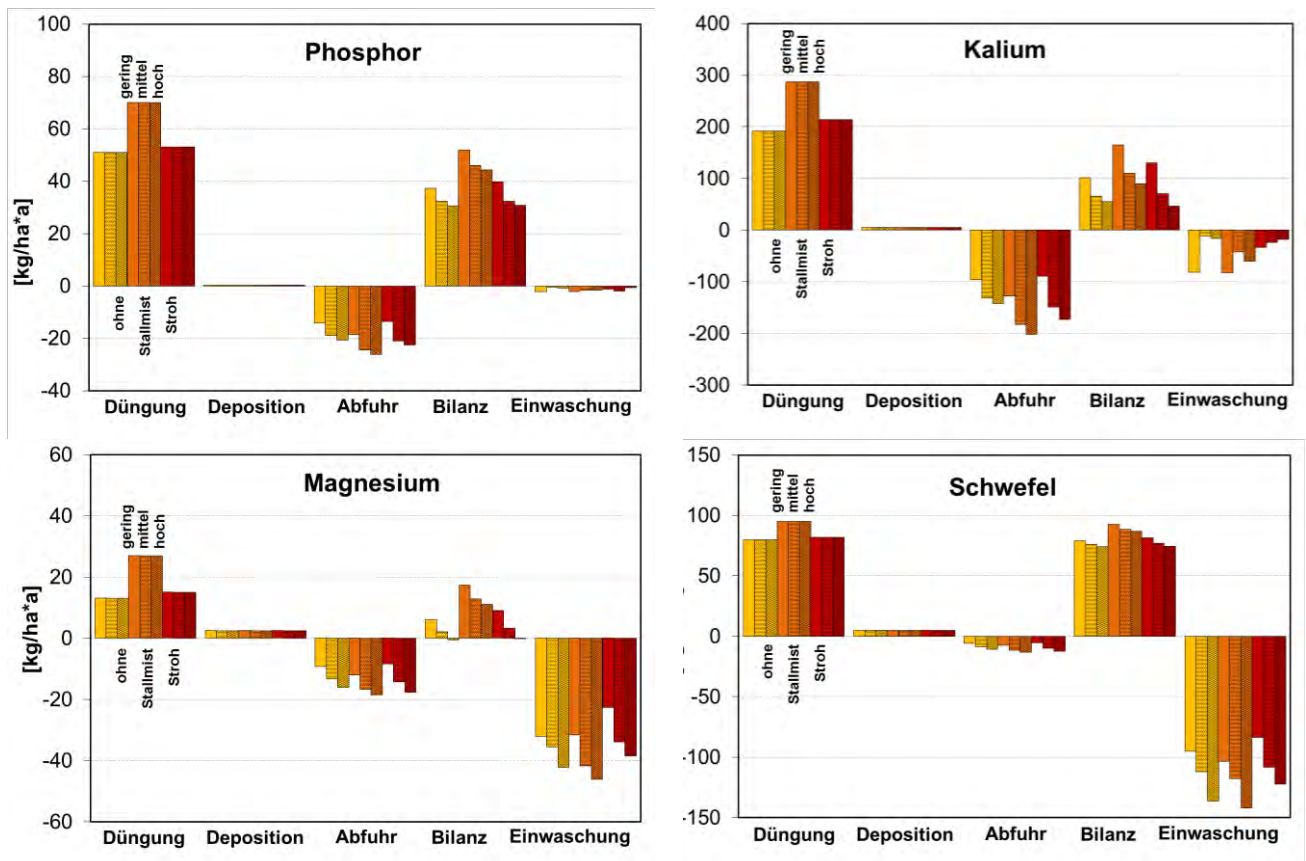 Phosphor
[kg/ha*a]
100
80
60
40
20
0
-20
-40
gering
mittel
hoch
ohne
Stallmist
Stroh
Düngung Deposition Abfuhr Bilanz Einwaschung
Kalium
400
300
200
100
0
-100
-200
-300
gering
mittel
hoch
ohne
Stallmist
Stroh
Düngung Deposition Abfuhr Bilanz Einwaschung
Magnesium
[kg/ha*a]
60
40
20
0
-20
-40
-60
gering
mittel
hoch
ohne
Stallmist
Stroh
Düngung Deposition Abfuhr Bilanz Einwaschung
Schwefel
150
100
50
0
-50
-100
-150
gering
mittel
hoch
ohne
Stallmist
Stroh
Düngung Deposition Abfuhr Bilanz Einwaschung